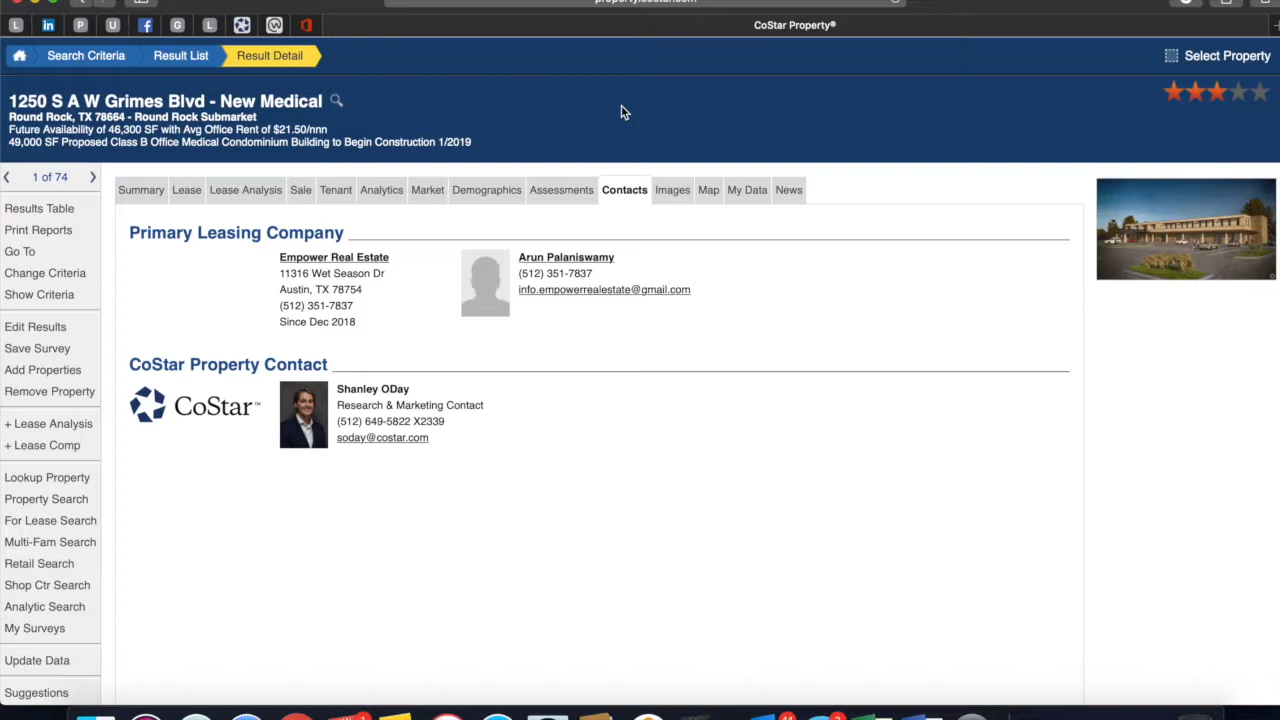 property.costar.com
L in P U f G L W
CoStar Property®
Search Criteria Result List Result Detail Select Property
1250 S A W Grimes Blvd - New Medical
Round Rock, TX 78664 - Round Rock Submarket
Future Availability of 46,300 SF with Avg Office Rent of $21.50/nnn
49,000 SF Proposed Class B Office Medical Condominium Building to Begin Construction 1/2019
1 of 74
Results Table
Print Reports
Go To
Change Criteria
Show Criteria
Edit Results
Save Survey
Add Properties
Remove Property
+ Lease Analysis
+ Lease Comp
Lookup Property
Property Search
For Lease Search
Multi-Fam Search
Retail Search
Shop Ctr Search
Analytic Search
My Surveys
Update Data
Suggestions
Summary Lease Lease Analysis Sale Tenant Analytics Market Demographics Assessments Contacts Images Map My Data News
Primary Leasing Company
Empower Real Estate
11316 Wet Season Dr
Austin, TX 78754
(512) 351-7837
Since Dec 2018
Arun Palaniswamy
(512) 351-7837
info.empowerrealestate@gmail.com
CoStar Property Contact
CoStar™
Shanley ODay
Research & Marketing Contact
(512) 649-5822 X2339
soday@costar.com